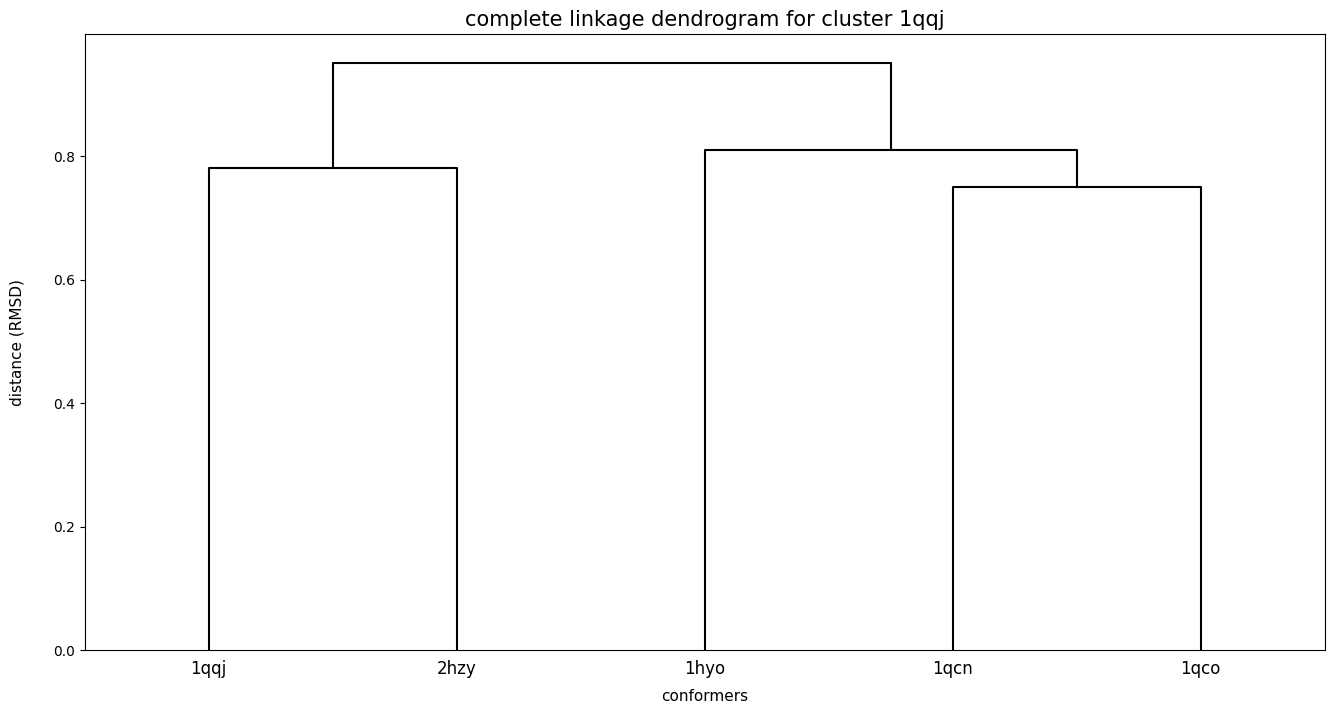 complete linkage dendrogram for cluster 1qqj
distance (RMSD)
0.8
0.6
0.4
0.2
0.0
1qqj 2hzy 1hyo 1qcn 1qco
conformers